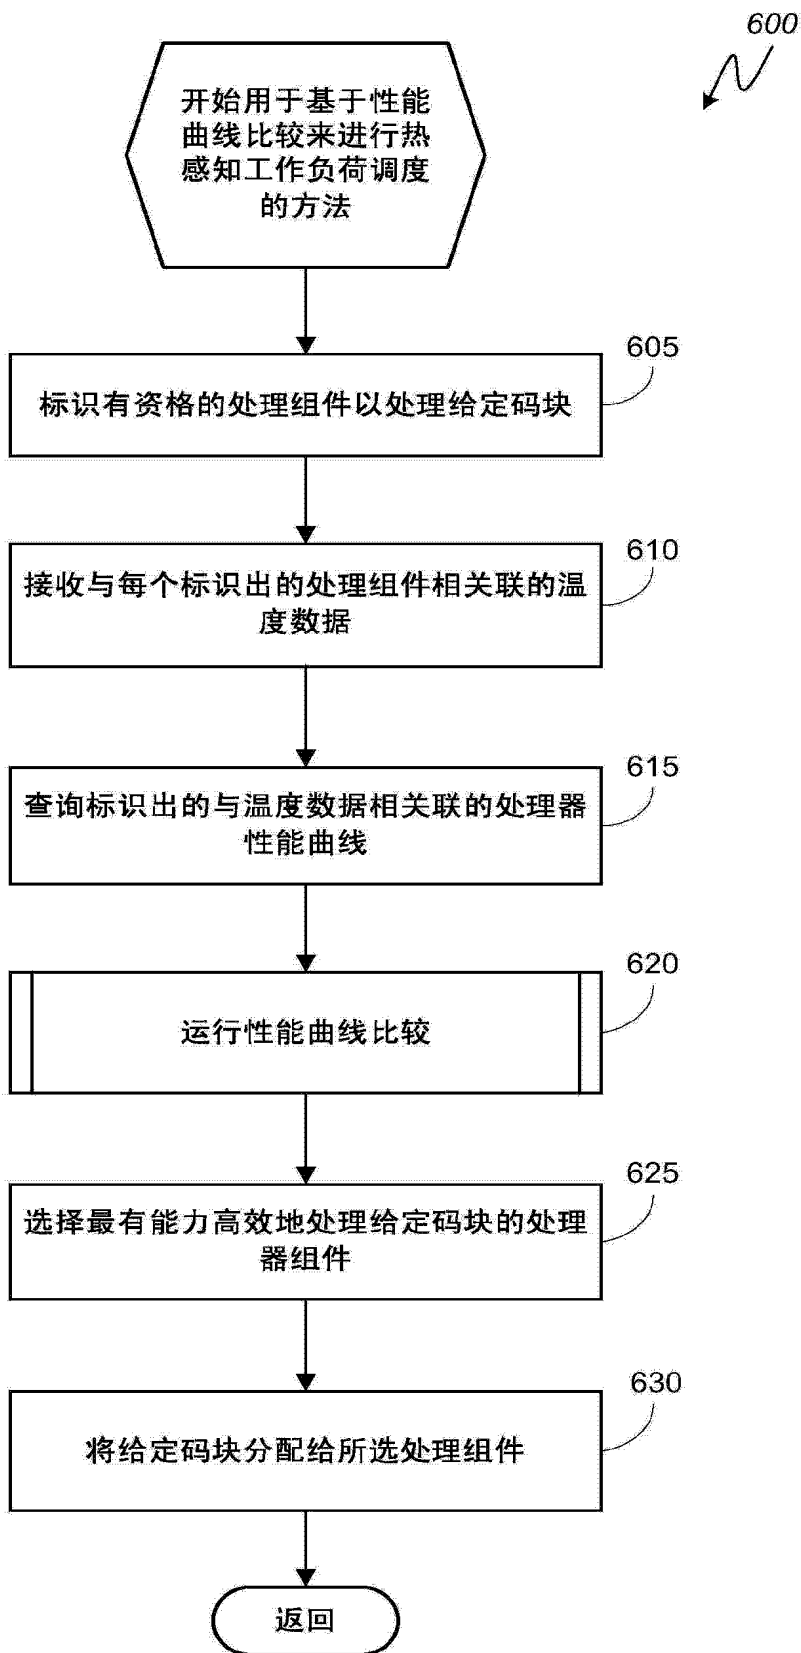 600
开始用于基于性能
曲线比较来进行热
感知工作负荷调度
的方法
605
标识有资格的处理组件以处理给定码块
610
接收与每个标识出的处理组件相关联的温
度数据
615
查询标识出的与温度数据相关联的处理器
性能曲线
620
运行性能曲线比较
625
选择最有能力高效地处理给定码块的处理
器组件
630
将给定码块分配给所选处理组件
返回